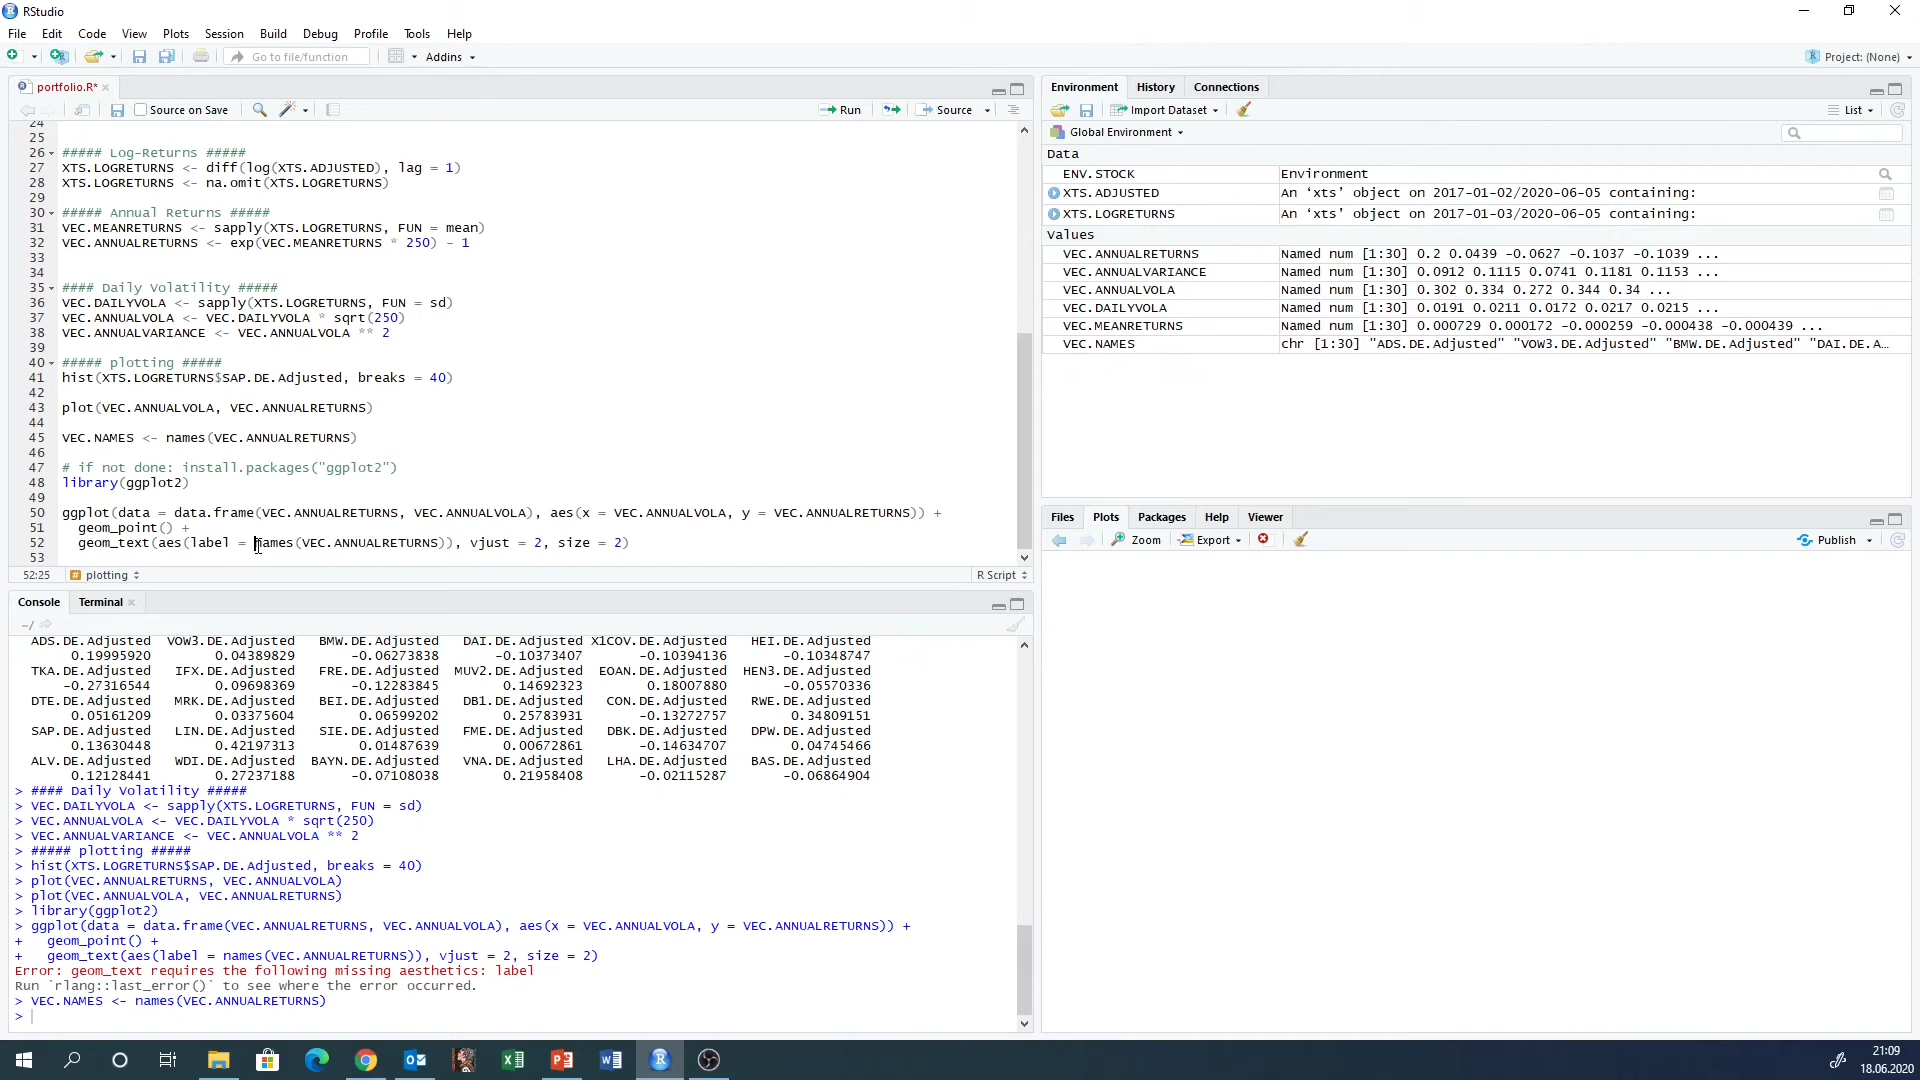 RStudio
File Edit Code View Plots Session Build Debug Profile Tools Help
Go to file/function Addins Project: (None)
portfolio.R*
Source on Save Run Source
24
25
26 ##### Log-Returns #####
27 XTS.LOGRETURNS <- diff(log(XTS.ADJUSTED), lag = 1)
28 XTS.LOGRETURNS <- na.omit(XTS.LOGRETURNS)
29
30 ##### Annual Returns #####
31 VEC.MEANRETURNS <- sapply(XTS.LOGRETURNS, FUN = mean)
32 VEC.ANNUALRETURNS <- exp(VEC.MEANRETURNS * 250) - 1
33
34
35 #### Daily Volatility #####
36 VEC.DAILYVOLA <- sapply(XTS.LOGRETURNS, FUN = sd)
37 VEC.ANNUALVOLA <- VEC.DAILYVOLA * sqrt(250)
38 VEC.ANNUALVARIANCE <- VEC.ANNUALVOLA ** 2
39
40 ##### plotting #####
41 hist(XTS.LOGRETURNS$SAP.DE.Adjusted, breaks = 40)
42
43 plot(VEC.ANNUALVOLA, VEC.ANNUALRETURNS)
44
45 VEC.NAMES <- names(VEC.ANNUALRETURNS)
46
47 # if not done: install.packages("ggplot2")
48 library(ggplot2)
49
50 ggplot(data = data.frame(VEC.ANNUALRETURNS, VEC.ANNUALVOLA), aes(x = VEC.ANNUALVOLA, y = VEC.ANNUALRETURNS)) +
51 geom_point() +
52 geom_text(aes(label = names(VEC.ANNUALRETURNS)), vjust = 2, size = 2)
53
52:25 plotting R Script
Console Terminal
~/
ADS.DE.Adjusted VOW3.DE.Adjusted BMW.DE.Adjusted DAI.DE.Adjusted X1COV.DE.Adjusted HEI.DE.Adjusted
0.19995920 0.04389829 -0.06273838 -0.10373407 -0.10394136 -0.10348747
TKA.DE.Adjusted IFX.DE.Adjusted FRE.DE.Adjusted MUV2.DE.Adjusted EOAN.DE.Adjusted HEN3.DE.Adjusted
-0.27316544 0.09698369 -0.12283845 0.14692323 0.18007880 -0.05570336
DTE.DE.Adjusted MRK.DE.Adjusted BEI.DE.Adjusted DB1.DE.Adjusted CON.DE.Adjusted RWE.DE.Adjusted
0.05161209 0.03375604 0.06599202 0.25783931 -0.13272757 0.34809151
SAP.DE.Adjusted LIN.DE.Adjusted SIE.DE.Adjusted FME.DE.Adjusted DBK.DE.Adjusted DPW.DE.Adjusted
0.13630448 0.42197313 0.01487639 0.00672861 -0.14634707 0.04745466
ALV.DE.Adjusted WDI.DE.Adjusted BAYN.DE.Adjusted VNA.DE.Adjusted LHA.DE.Adjusted BAS.DE.Adjusted
0.12128441 0.27237188 -0.07108038 0.21958408 -0.02115287 -0.06864904
> #### Daily Volatility #####
> VEC.DAILYVOLA <- sapply(XTS.LOGRETURNS, FUN = sd)
> VEC.ANNUALVOLA <- VEC.DAILYVOLA * sqrt(250)
> VEC.ANNUALVARIANCE <- VEC.ANNUALVOLA ** 2
> ##### plotting #####
> hist(XTS.LOGRETURNS$SAP.DE.Adjusted, breaks = 40)
> plot(VEC.ANNUALRETURNS, VEC.ANNUALVOLA)
> plot(VEC.ANNUALVOLA, VEC.ANNUALRETURNS)
> library(ggplot2)
> ggplot(data = data.frame(VEC.ANNUALRETURNS, VEC.ANNUALVOLA), aes(x = VEC.ANNUALVOLA, y = VEC.ANNUALRETURNS)) +
+ geom_point() +
+ geom_text(aes(label = names(VEC.ANNUALRETURNS)), vjust = 2, size = 2)
Error: geom_text requires the following missing aesthetics: label
Run `rlang::last_error()` to see where the error occurred.
> VEC.NAMES <- names(VEC.ANNUALRETURNS)
>
Environment History Connections
Import Dataset List
Global Environment
Data
ENV.STOCK Environment
XTS.ADJUSTED An ‘xts’ object on 2017-01-02/2020-06-05 containing:
XTS.LOGRETURNS An ‘xts’ object on 2017-01-03/2020-06-05 containing:
Values
VEC.ANNUALRETURNS Named num [1:30] 0.2 0.0439 -0.0627 -0.1037 -0.1039 ...
VEC.ANNUALVARIANCE Named num [1:30] 0.0912 0.1115 0.0741 0.1181 0.1153 ...
VEC.ANNUALVOLA Named num [1:30] 0.302 0.334 0.272 0.344 0.34 ...
VEC.DAILYVOLA Named num [1:30] 0.0191 0.0211 0.0172 0.0217 0.0215 ...
VEC.MEANRETURNS Named num [1:30] 0.000729 0.000172 -0.000259 -0.000438 -0.000439 ...
VEC.NAMES chr [1:30] "ADS.DE.Adjusted" "VOW3.DE.Adjusted" "BMW.DE.Adjusted" "DAI.DE.A…
Files Plots Packages Help Viewer
Zoom Export Publish
21:09
18.06.2020